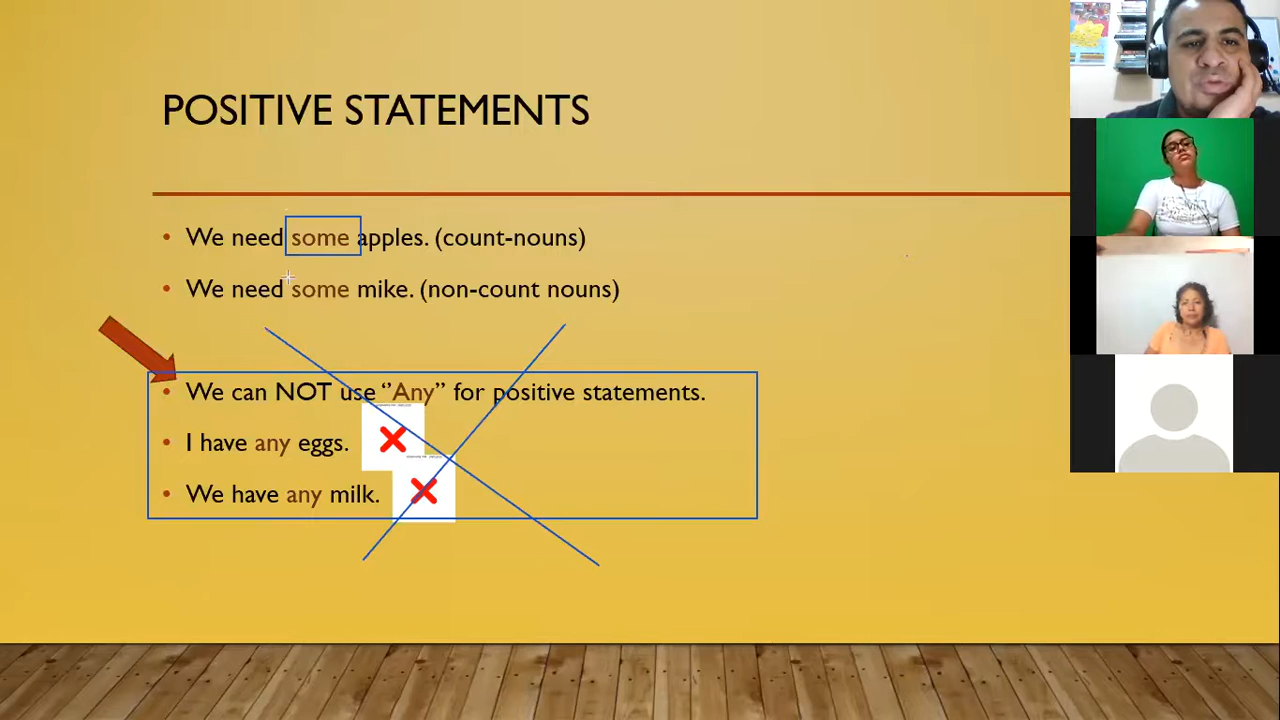 POSITIVE STATEMENTS
• We need some apples. (count-nouns)
• We need some mike. (non-count nouns)
• We can NOT use “Any” for positive statements.
• I have any eggs.
• We have any milk.